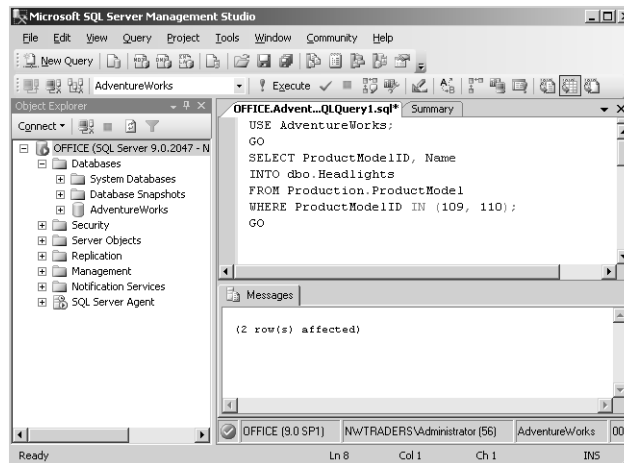 Microsoft SQL Server Management Studio
File Edit View Query Project Tools Window Community Help
New Query
AdventureWorks Execute
Object Explorer
Connect
OFFICE (SQL Server 9.0.2047 - N
Databases
System Databases
Database Snapshots
AdventureWorks
Security
Server Objects
Replication
Management
Notification Services
SQL Server Agent
OFFICE.Advent...QLQuery1.sql* Summary
USE AdventureWorks;
GO
SELECT ProductModelID, Name
INTO dbo.Headlights
FROM Production.ProductModel
WHERE ProductModelID IN (109, 110);
GO
Messages
(2 row(s) affected)
OFFICE (9.0 SP1) NWTRADERS\Administrator (56) AdventureWorks 00
Ready Ln 8 Col 1 Ch 1 INS